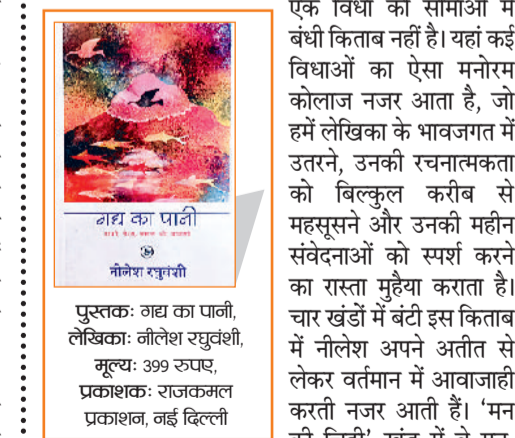 गद्य का पानी
नीलेश रघुवंशी
पुस्तकः गद्य का पानी,
लेखिकाः नीलेश रघुवंशी,
मूल्यः 399 रुपए,
प्रकाशकः राजकमल
प्रकाशन, नई दिल्ली
एक विधा की सीमाओं में
बंधी किताब नहीं है। यहां कई
विधाओं का ऐसा मनोरम
कोलाज नजर आता है, जो
हमें लेखिका के भावजगत में
उतरने, उनकी रचनात्मकता
को बिल्कुल करीब से
महसूसने और उनकी महीन
संवेदनाओं को स्पर्श करने
का रास्ता मुहैया कराता है।
चार खंडों में बंटी इस किताब
में नीलेश अपने अतीत से
लेकर वर्तमान में आवाजाही
करती नजर आती हैं। ‘मन